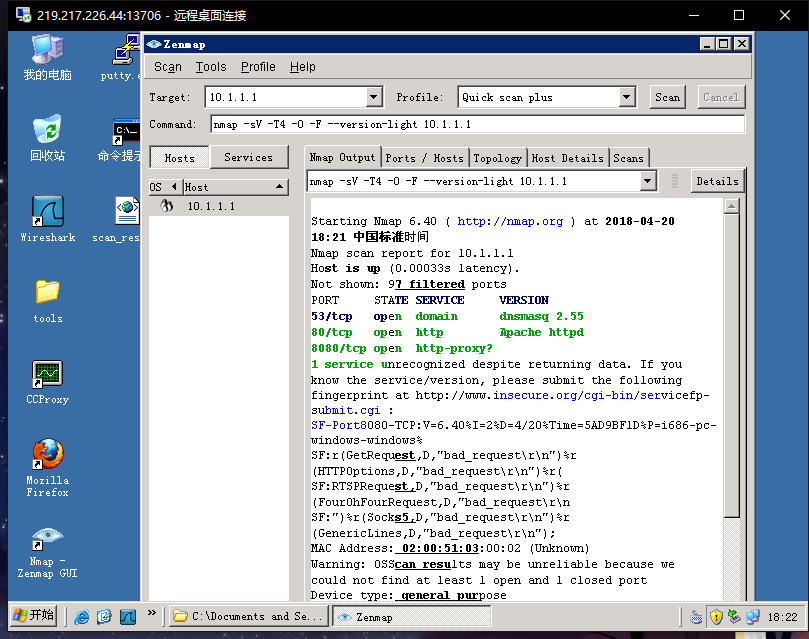 219.217.226.44:13706 - 远程桌面连接
我的电脑
putty.e
回收站
命令提示
Wireshark
scan_res
tools
CCProxy
Mozilla
Firefox
Nmap -
Zenmap GUI
Zenmap
Scan Tools Profile Help
Target: 10.1.1.1 Profile: Quick scan plus Scan Cancel
Command: nmap -sV -T4 -O -F --version-light 10.1.1.1
Hosts Services
OS Host
10.1.1.1
Nmap Output Ports / Hosts Topology Host Details Scans
nmap -sV -T4 -O -F --version-light 10.1.1.1 Details
Starting Nmap 6.40 ( http://nmap.org ) at 2018-04-20
18:21 中国标准时间
Nmap scan report for 10.1.1.1
Host is up (0.00033s latency).
Not shown: 97 filtered ports
PORT STATE SERVICE VERSION
53/tcp open domain dnsmasq 2.55
80/tcp open http Apache httpd
8080/tcp open http-proxy?
1 service unrecognized despite returning data. If you
know the service/version, please submit the following
fingerprint at http://www.insecure.org/cgi-bin/servicefp-
submit.cgi :
SF-Port8080-TCP:V=6.40%I=2%D=4/20%Time=5AD9BF1D%P=i686-pc-
windows-windows%
SF:r(GetRequest,D,"bad_request\r\n")%r
(HTTPOptions,D,"bad_request\r\n")%r(
SF:RTSPRequest,D,"bad_request\r\n")%r
(FourOhFourRequest,D,"bad_request\r\n
SF:")%r(Socks5,D,"bad_request\r\n")%r
(GenericLines,D,"bad_request\r\n");
MAC Address: 02:00:51:03:00:02 (Unknown)
Warning: OSScan results may be unreliable because we
could not find at least 1 open and 1 closed port
Device type: general purpose
开始
»
C:\Documents and Se...
Zenmap
18:22